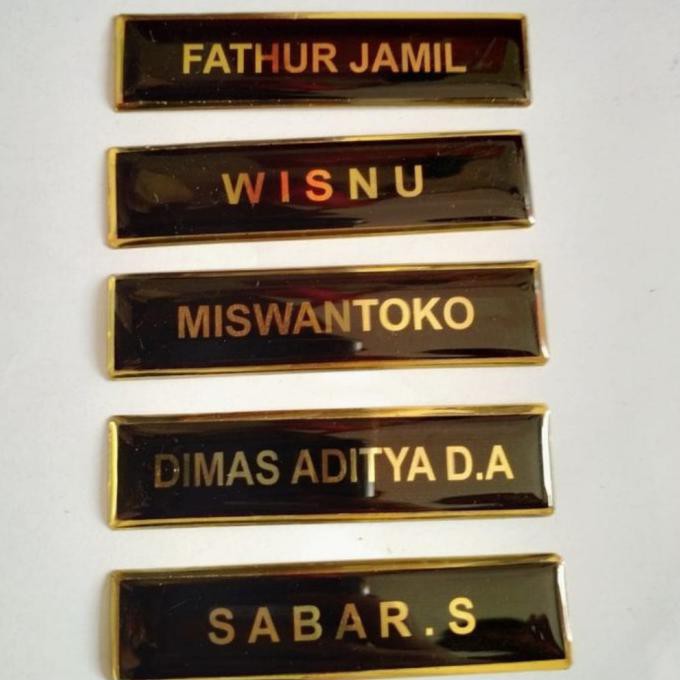 FATHUR JAMIL
WISNU
MISWANTOKO
DIMAS ADITYA D.A
SABAR.S